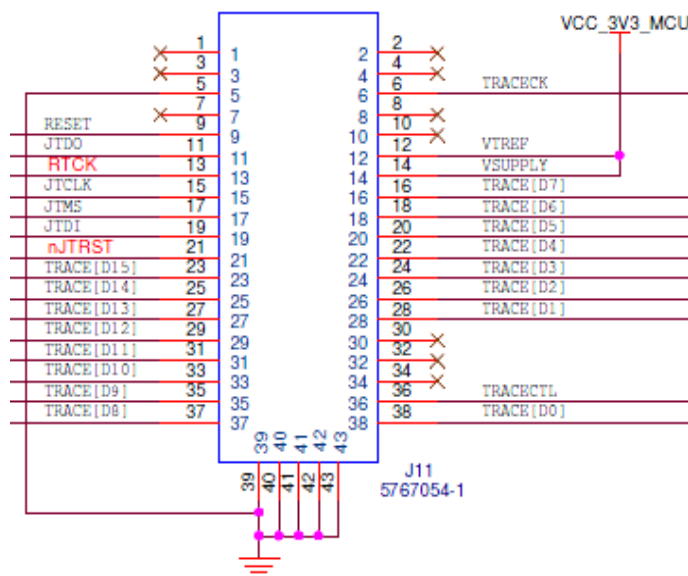 VCC_3V3_MCU
1 1 2 2
3 3 4 4
5 5 6 6 TRACECK
7 7 8 8
RESET 9 9 10 10
JTDO 11 11 12 12 VTREF
RTCK 13 13 14 14 VSUPPLY
JTCLK 15 15 16 16 TRACE[D7]
JTMS 17 17 18 18 TRACE[D6]
JTDI 19 19 20 20 TRACE[D5]
nJTRST 21 21 22 22 TRACE[D4]
TRACE[D15] 23 23 24 24 TRACE[D3]
TRACE[D14] 25 25 26 26 TRACE[D2]
TRACE[D13] 27 27 28 28 TRACE[D1]
TRACE[D12] 29 29 30 30
TRACE[D11] 31 31 32 32
TRACE[D10] 33 33 34 34
TRACE[D9] 35 35 36 36 TRACECTL
TRACE[D8] 37 37 38 38 TRACE[D0]
39 40 41 42 43
39 40 41 42 43
J11
5767054-1